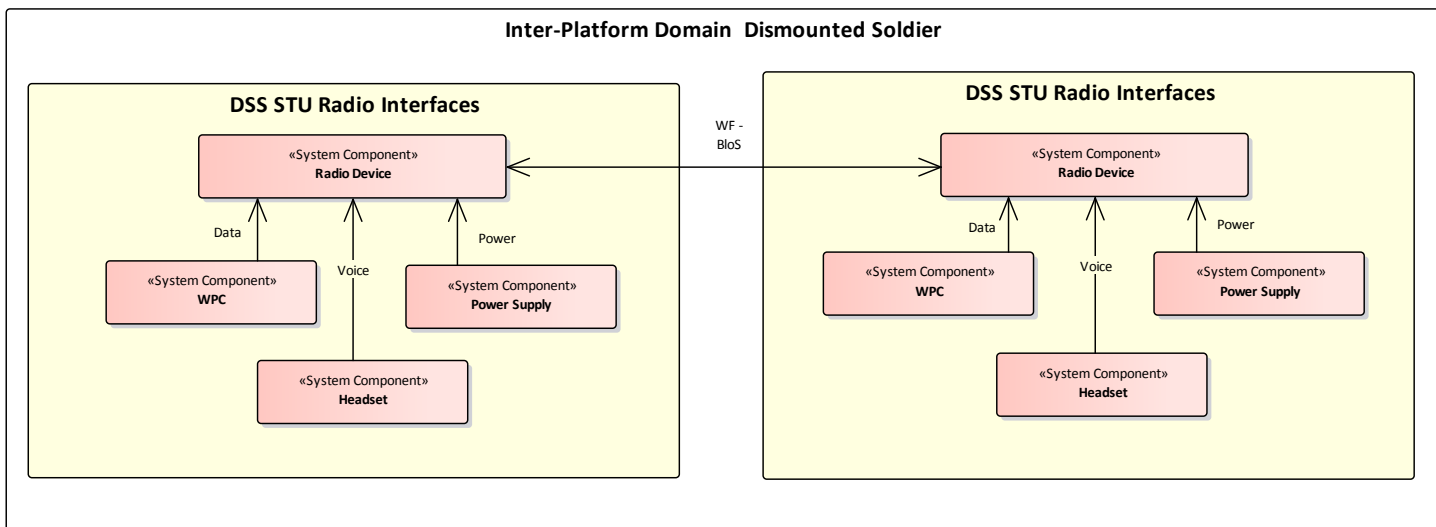 Inter-Platform Domain  Dismounted Soldier
DSS STU Radio Interfaces
«System Component»
Radio Device
Data
Voice
Power
«System Component»
WPC
«System Component»
Power Supply
«System Component»
Headset
WF -
BloS
DSS STU Radio Interfaces
«System Component»
Radio Device
Data
Voice
Power
«System Component»
WPC
«System Component»
Power Supply
«System Component»
Headset